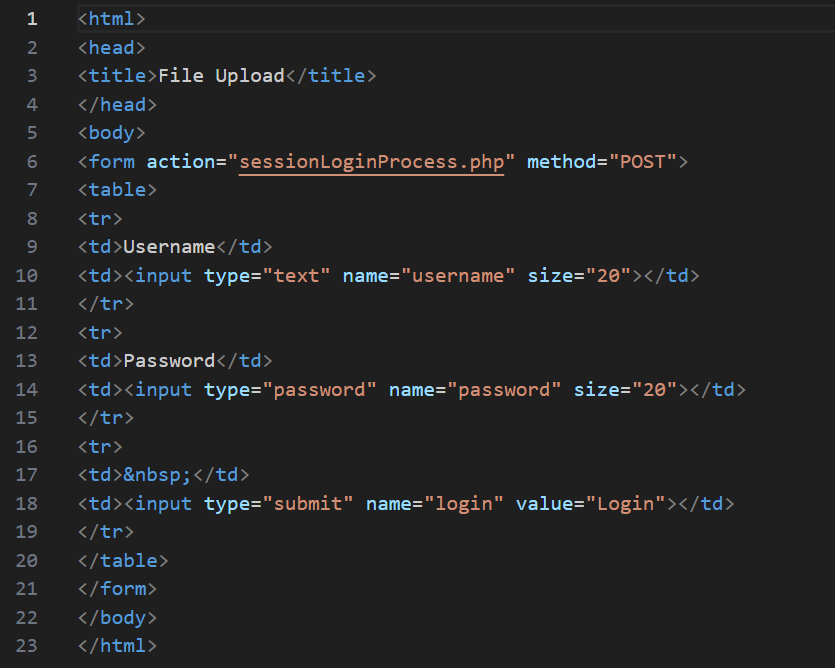 1 <html>
2 <head>
3 <title>File Upload</title>
4 </head>
5 <body>
6 <form action="sessionLoginProcess.php" method="POST">
7 <table>
8 <tr>
9 <td>Username</td>
10 <td><input type="text" name="username" size="20"></td>
11 </tr>
12 <tr>
13 <td>Password</td>
14 <td><input type="password" name="password" size="20"></td>
15 </tr>
16 <tr>
17 <td>&nbsp;</td>
18 <td><input type="submit" name="login" value="Login"></td>
19 </tr>
20 </table>
21 </form>
22 </body>
23 </html>